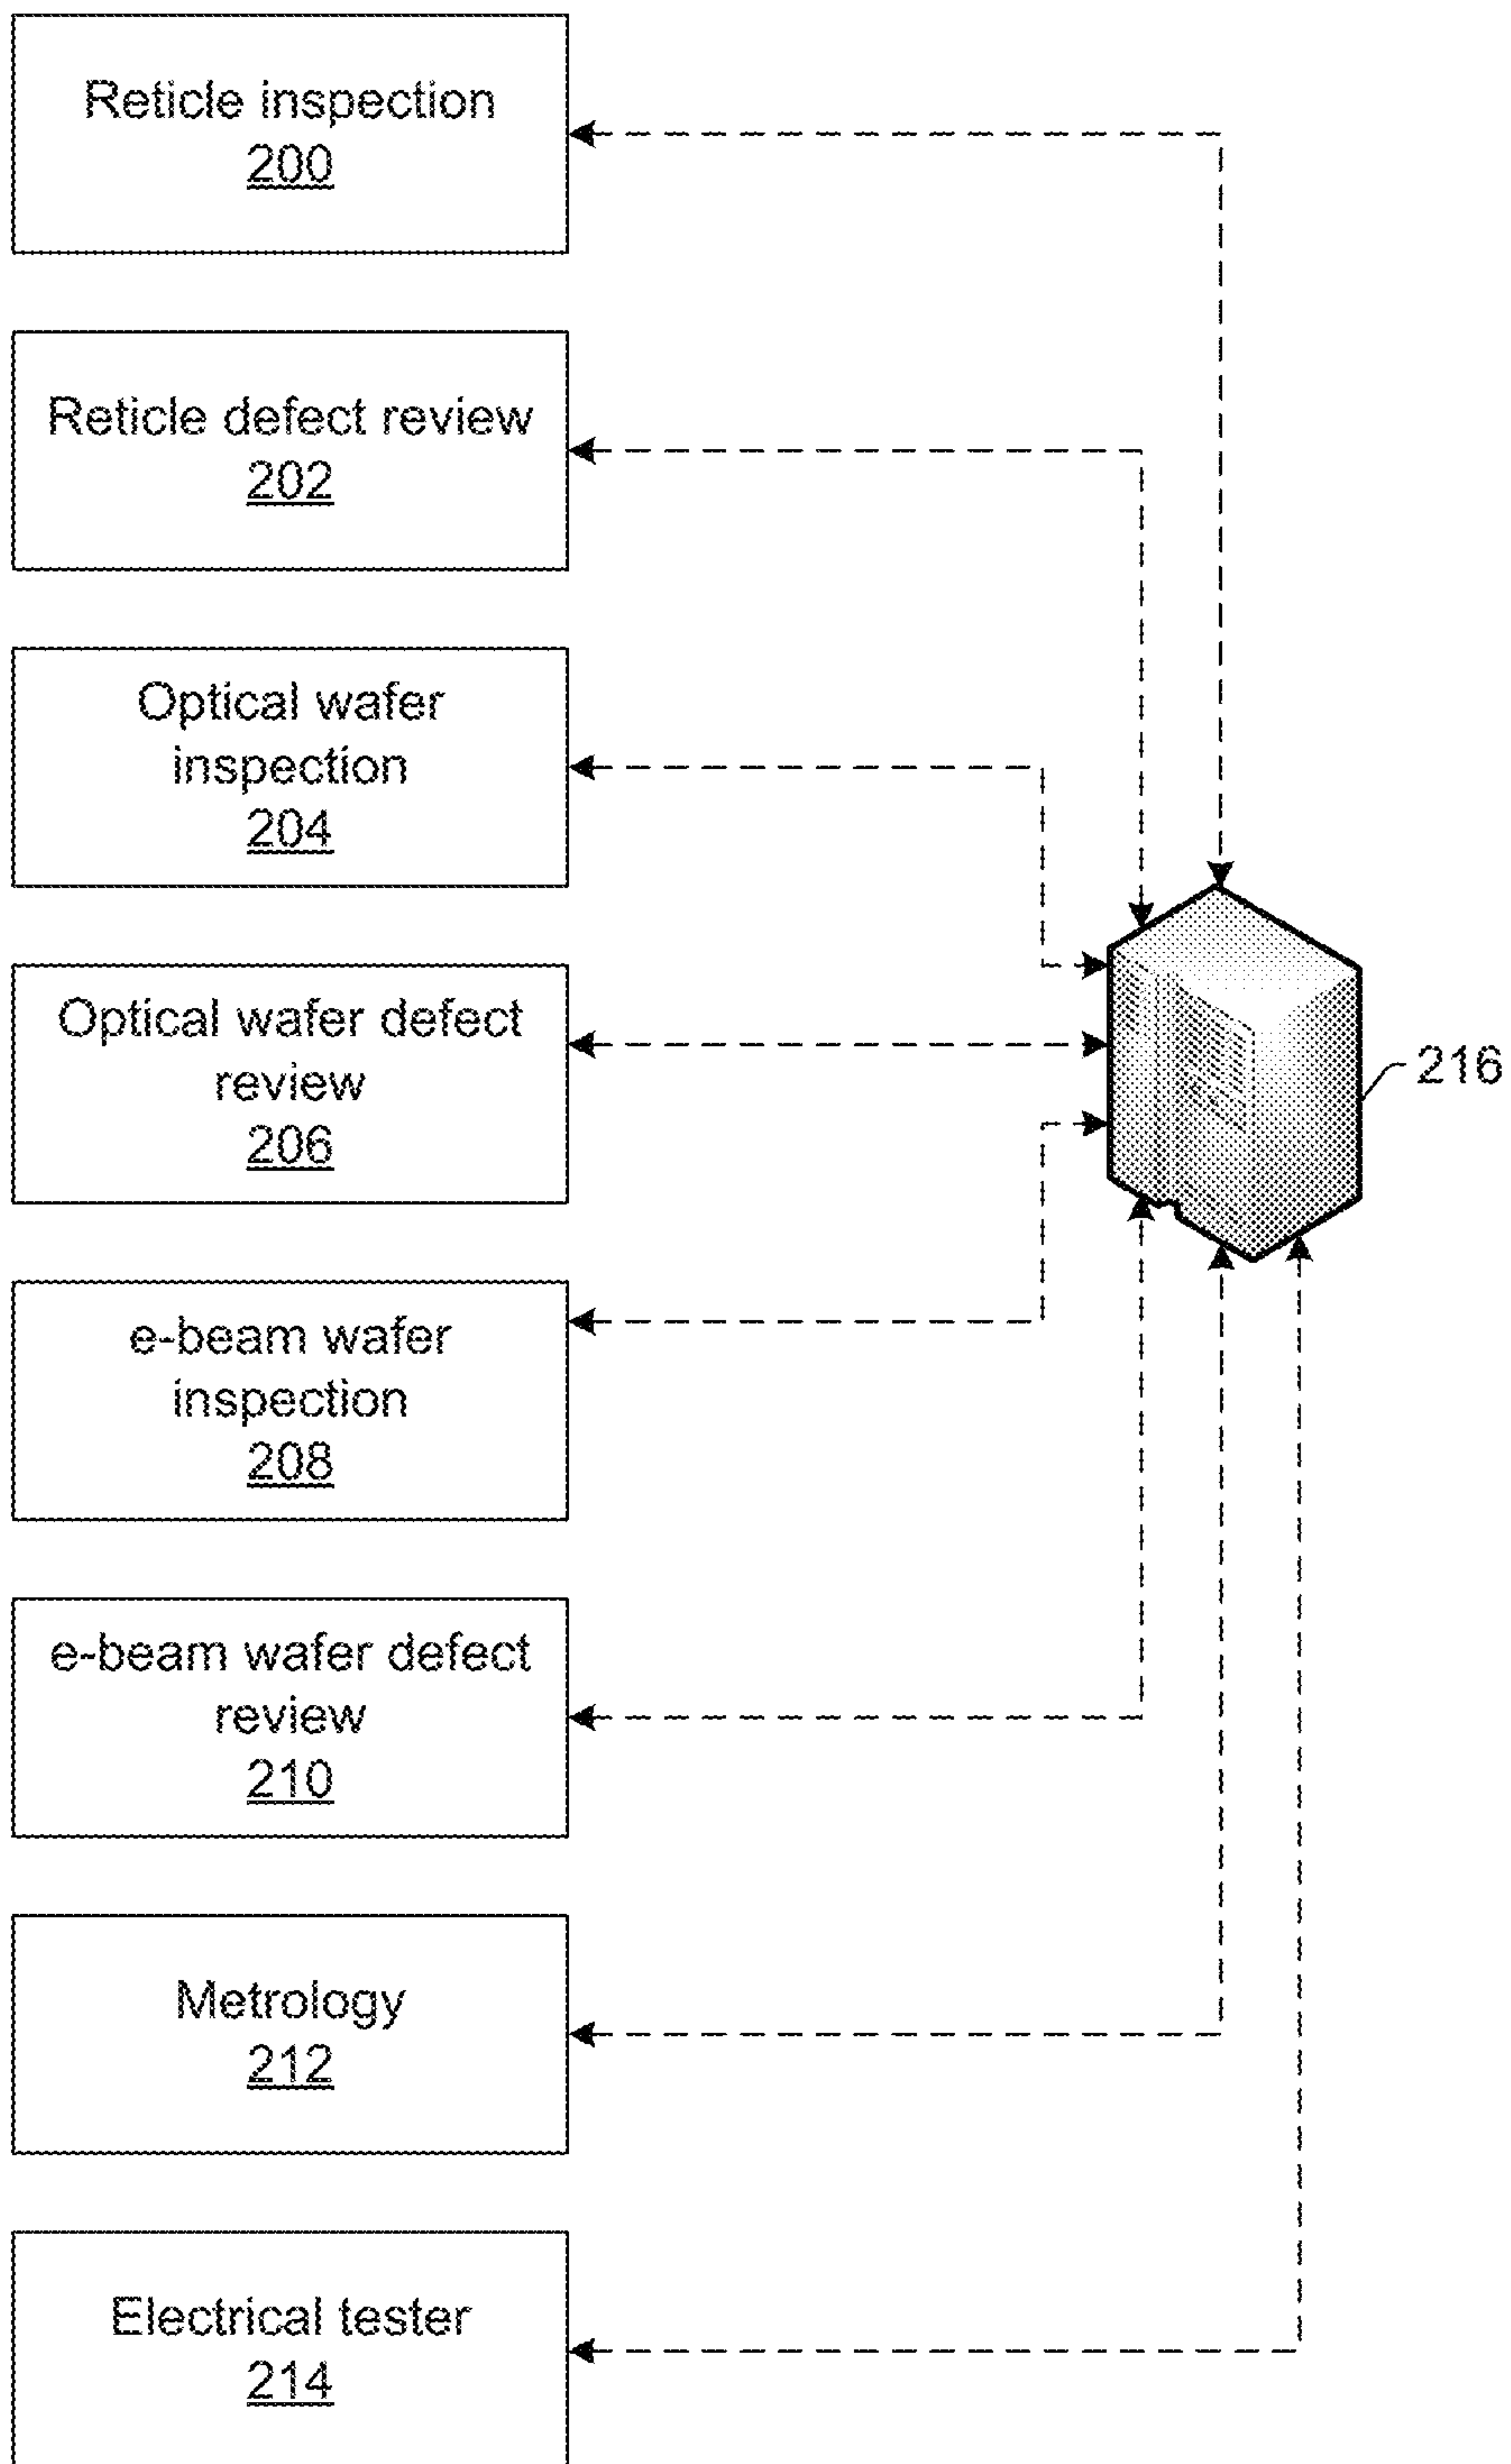 Reticle inspection
200
Reticle defect review
202
Optical wafer
inspection
204
Optical wafer defect
review
206
216
e-beam wafer
inspection
208
e-beam wafer defect
review
210
Metrology
212
Electrical tester
214